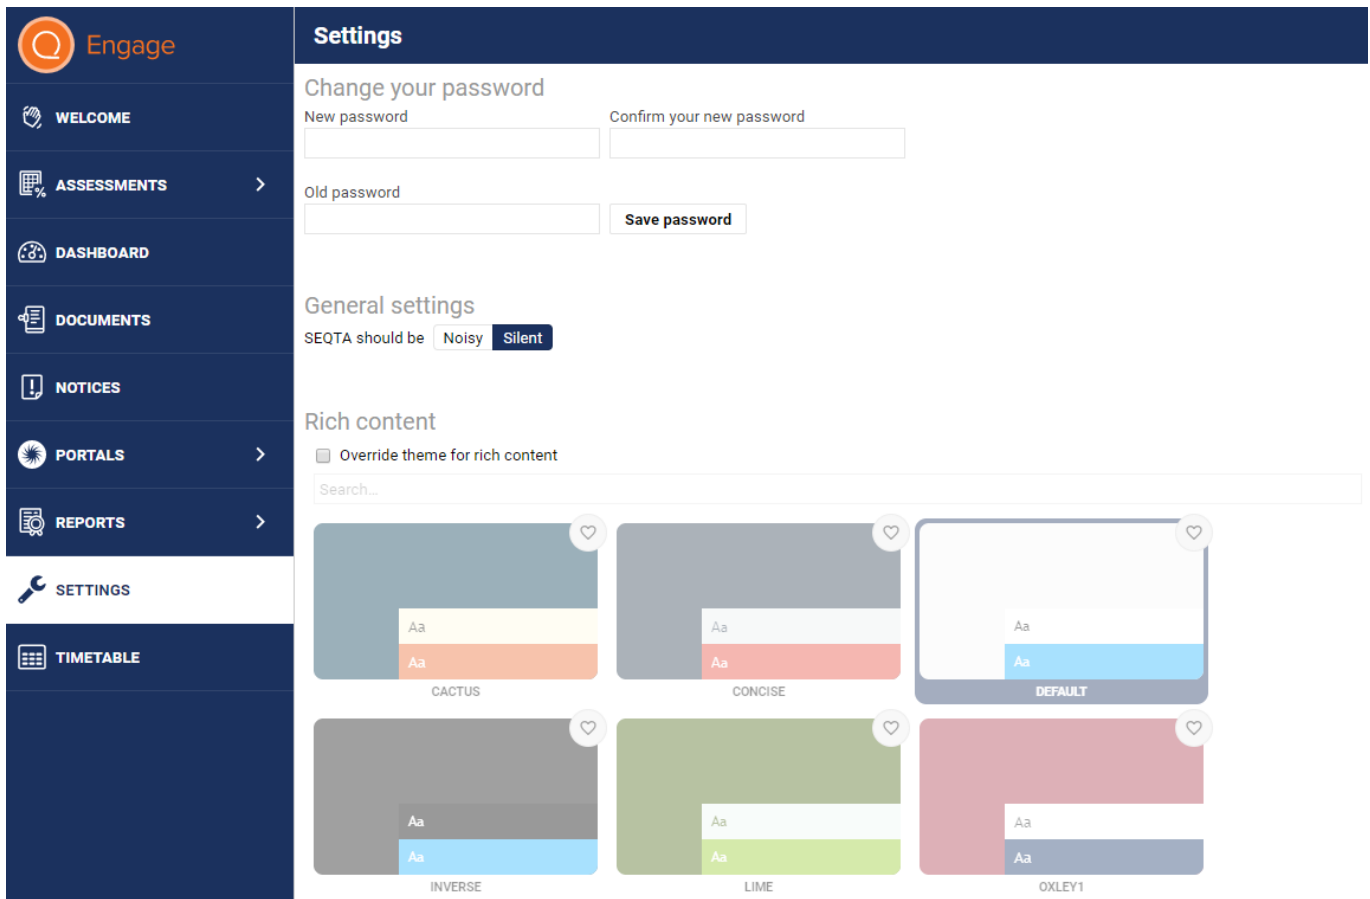 Engage
WELCOME
ASSESSMENTS
DASHBOARD
DOCUMENTS
NOTICES
PORTALS
REPORTS
SETTINGS
TIMETABLE
Settings
Change your password
New password Confirm your new password
Old password
Save password
General settings
SEQTA should be Noisy Silent
Rich content
Override theme for rich content
Search...
Aa Aa Aa
Aa Aa Aa
CACTUS CONCISE DEFAULT
Aa Aa Aa
Aa Aa Aa
INVERSE LIME OXLEY1